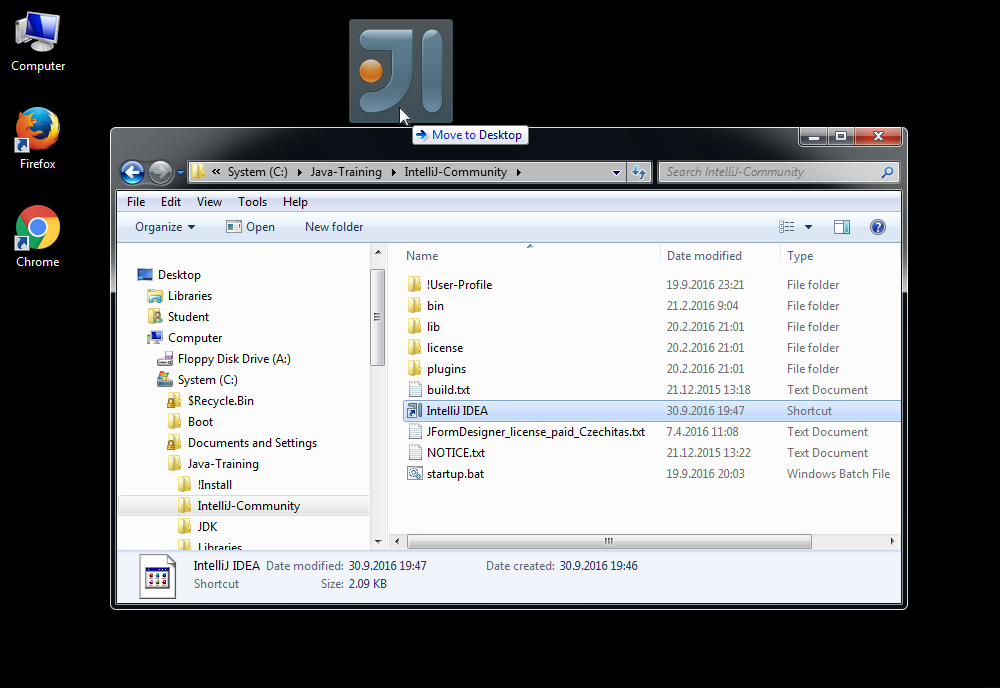 Computer
Firefox
Chrome
Move to Desktop
« System (C:) Java-Training IntelliJ-Community
Search IntelliJ-Community
File Edit View Tools Help
Organize Open New folder
Desktop
Libraries
Student
Computer
Floppy Disk Drive (A:)
System (C:)
$Recycle.Bin
Boot
Documents and Settings
Java-Training
!Install
IntelliJ-Community
JDK
Libraries
Name Date modified Type
!User-Profile 19.9.2016 23:21 File folder
bin 21.2.2016 9:04 File folder
lib 20.2.2016 21:01 File folder
license 20.2.2016 21:01 File folder
plugins 20.2.2016 21:01 File folder
build.txt 21.12.2015 13:18 Text Document
IntelliJ IDEA 30.9.2016 19:47 Shortcut
JFormDesigner_license_paid_Czechitas.txt 7.4.2016 11:08 Text Document
NOTICE.txt 21.12.2015 13:22 Text Document
startup.bat 19.9.2016 20:03 Windows Batch File
IntelliJ IDEA Date modified: 30.9.2016 19:47 Date created: 30.9.2016 19:46
Shortcut Size: 2.09 KB